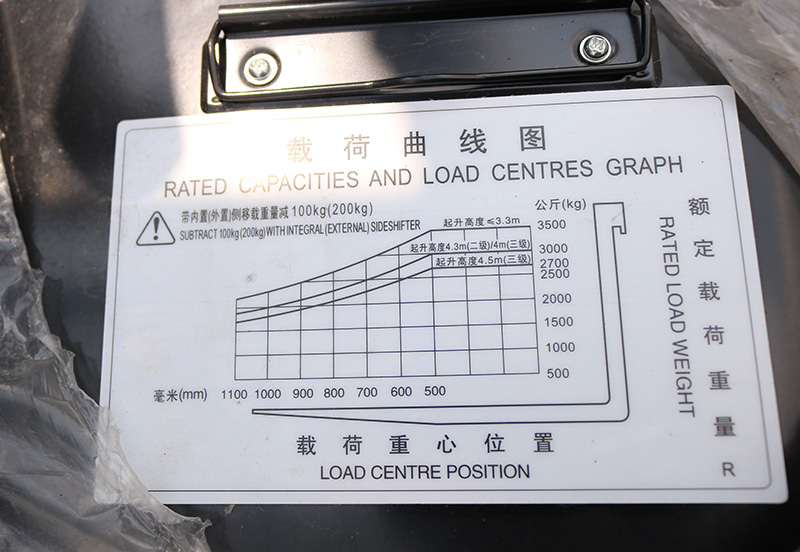 载荷曲线图
RATED CAPACITIES AND LOAD CENTRES GRAPH
带内置(外置)侧移载重量减100kg(200kg)
SUBTRACT 100kg(200kg)WITH INTEGRAL(EXTERNAL) SIDESHIFTER
公斤(kg)
起升高度≤3.3m
3500
起升高度4.3m(二级)/4m(三级)
3000
起升高度4.5m(三级)
2700
2500
2000
1500
1000
500
毫米(mm) 1100 1000 900 800 700 600 500
载荷重心位置
LOAD CENTRE POSITION
额定载荷重量
RATED LOAD WEIGHT
R